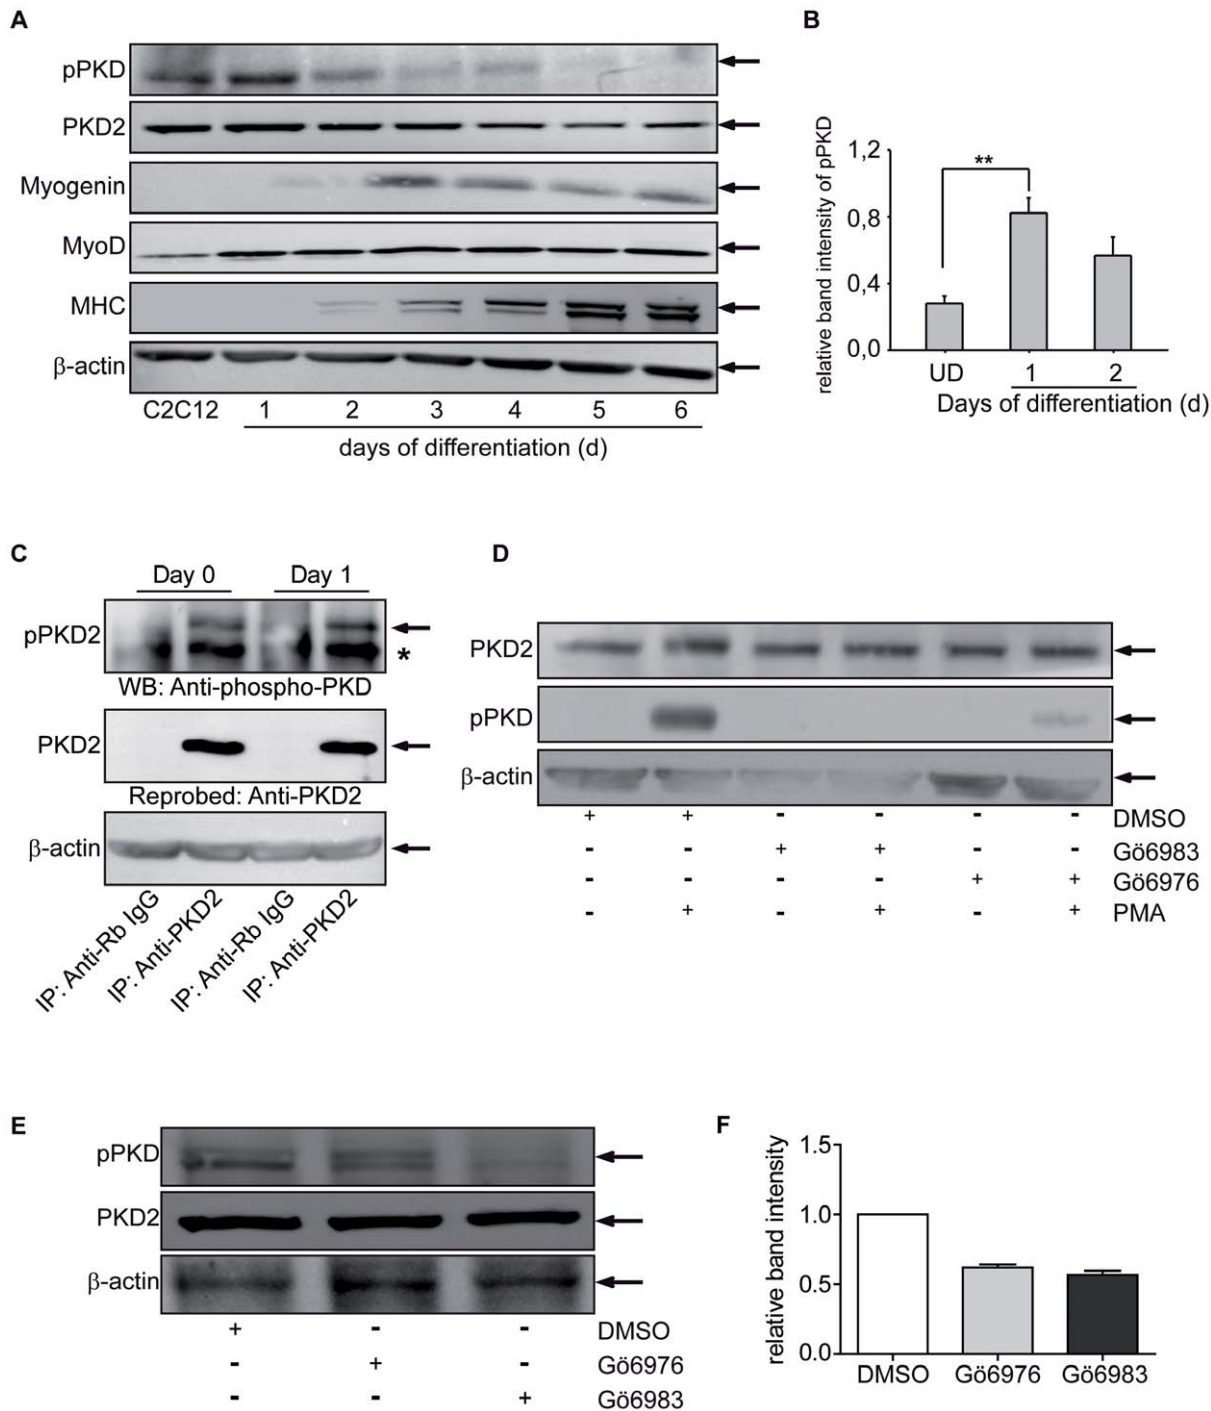 A
pPKD
PKD2
Myogenin
MyoD
MHC
β-actin
C2C12 1 2 3 4 5 6
days of differentiation (d)
B
relative band intensity of pPKD
1,2
0,8
0,4
0,0
**
UD 1 2
Days of differentiation (d)
C
Day 0 Day 1
pPKD2
*
WB: Anti-phospho-PKD
PKD2
Reprobed: Anti-PKD2
β-actin
IP: Anti-Rb IgG
IP: Anti-PKD2
IP: Anti-Rb IgG
IP: Anti-PKD2
D
PKD2
pPKD
β-actin
+ + - - - - DMSO
- - + + - - Gö6983
- - - - + + Gö6976
- + - + - + PMA
E
pPKD
PKD2
β-actin
+ - - DMSO
- + - Gö6976
- - + Gö6983
F
relative band intensity
1.5
1.0
0.5
0.0
DMSO Gö6976 Gö6983